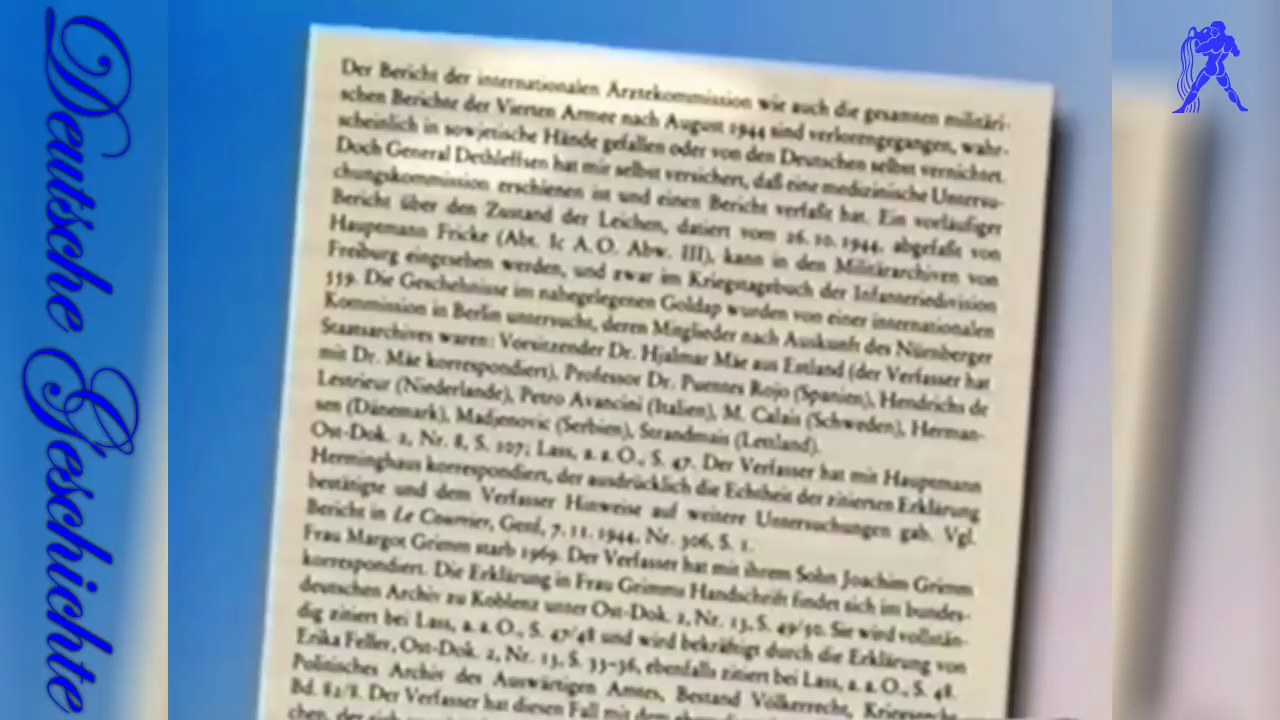 Deutsche Geschichte
Der Bericht der internationalen Ärztekommission wie auch die gesamten militäri-
schen Berichte der Vierten Armee nach August 1944 sind verlorengegangen, wahr-
scheinlich in sowjetische Hände gefallen oder von den Deutschen selbst vernichtet.
Doch General Dethleffsen hat mir selbst versichert, daß eine medizinische Untersu-
chungskommission erschienen ist und einen Bericht verfaßt hat. Ein vorläufiger
Bericht über den Zustand der Leichen, datiert vom 26. 10. 1944, abgefaßt von
Hauptmann Fricke (Abt. Ic A. O. Abw. III), kann in den Militärarchiven von
Freiburg eingesehen werden, und zwar im Kriegstagebuch der Infanteriedivision
559. Die Geschehnisse im nahegelegenen Goldap wurden von einer internationalen
Kommission in Berlin untersucht, deren Mitglieder nach Auskunft des Nürnberger
Staatsarchives waren: Vorsitzender Dr. Hjalmar Mäe aus Estland (der Verfasser hat
mit Dr. Mäe korrespondiert), Professor Dr. Puentes Rojo (Spanien), Hendrichs de
Lestrieur (Niederlande), Petro Avancini (Italien), M. Calais (Schweden), Herman-
sen (Dänemark), Madjenovic (Serbien), Strandmais (Lettland).
Ost-Dok. 2, Nr. 8, S. 107; Lass, a. a. O., S. 47. Der Verfasser hat mit Hauptmann
Herminghaus korrespondiert, der ausdrücklich die Echtheit der zitierten Erklärung
bestätigte und dem Verfasser Hinweise auf weitere Untersuchungen gab. Vgl.
Bericht in Le Courrier, Genf, 7. 11. 1944, Nr. 306, S. 1.
Frau Margot Grimm starb 1969. Der Verfasser hat mit ihrem Sohn Joachim Grimm
korrespondiert. Die Erklärung in Frau Grimms Handschrift findet sich im bundes-
deutschen Archiv zu Koblenz unter Ost-Dok. 2, Nr. 13, S. 49/50. Sie wird vollstän-
dig zitiert bei Lass, a. a. O., S. 47/48 und wird bekräftigt durch die Erklärung von
Erika Feller, Ost-Dok. 2, Nr. 13, S. 33-36, ebenfalls zitiert bei Lass, a. a. O., S. 48.
Politisches Archiv des Auswärtigen Amtes, Bestand Völkerrecht, Kriegsrecht
Bd. 82/8. Der Verfasser hat diesen Fall mit dem